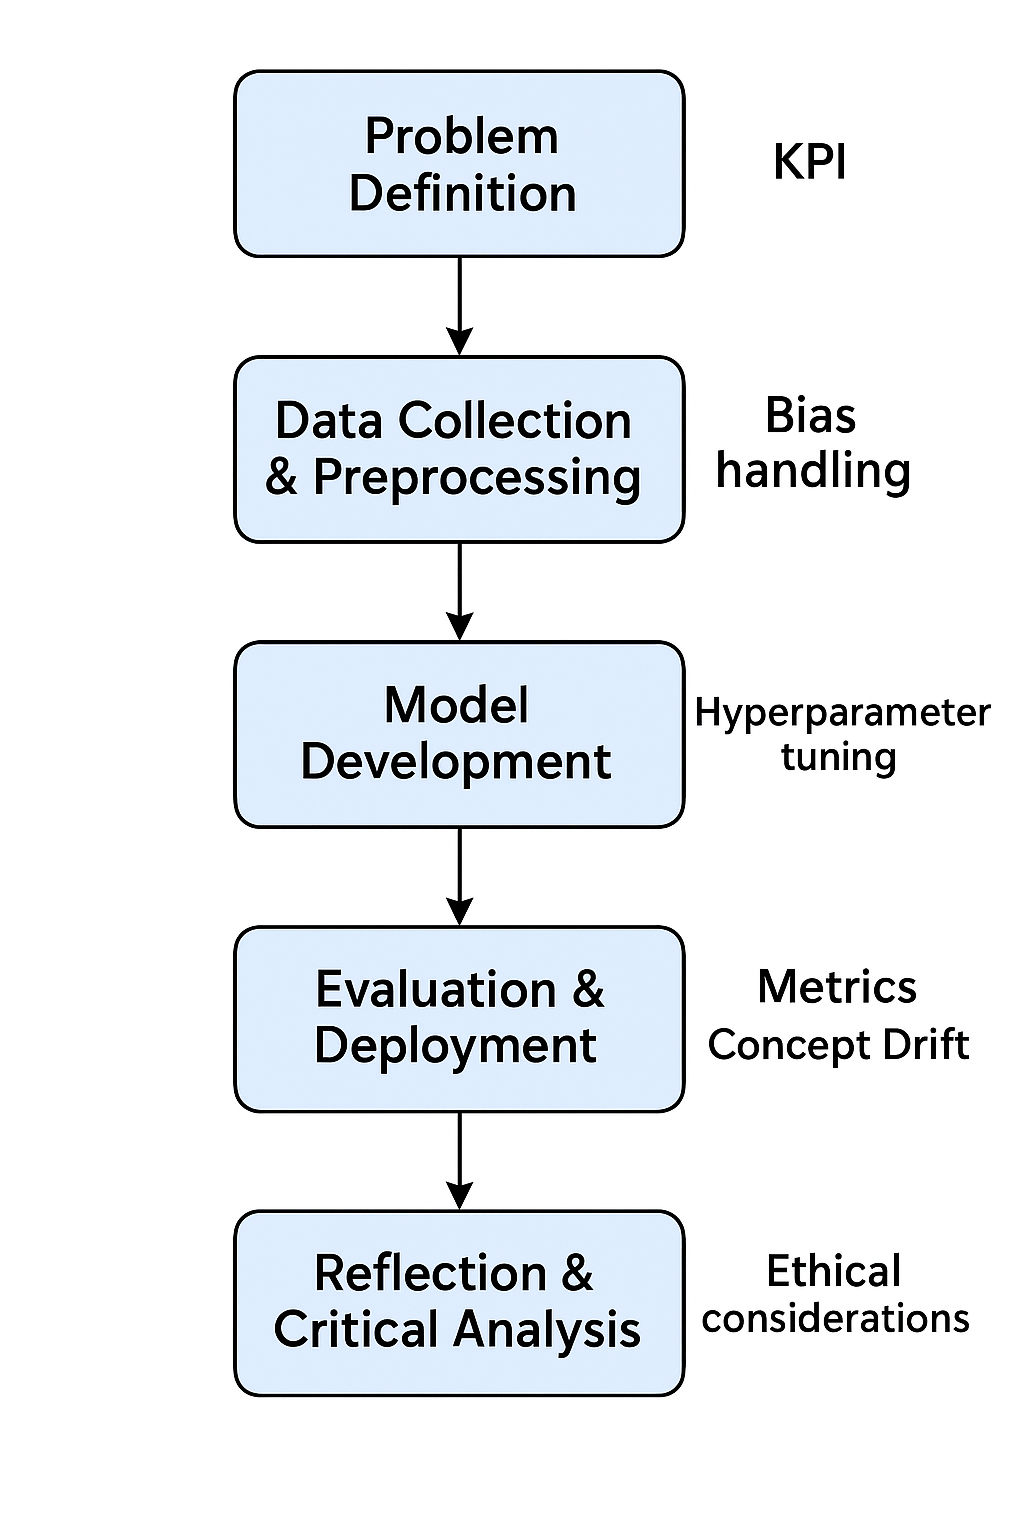 Problem
Definition
KPI
Data Collection
& Preprocessing
Bias
handling
Model
Development
Hyperparameter
tuning
Evaluation &
Deployment
Metrics
Concept Drift
Reflection &
Critical Analysis
Ethical
considerations